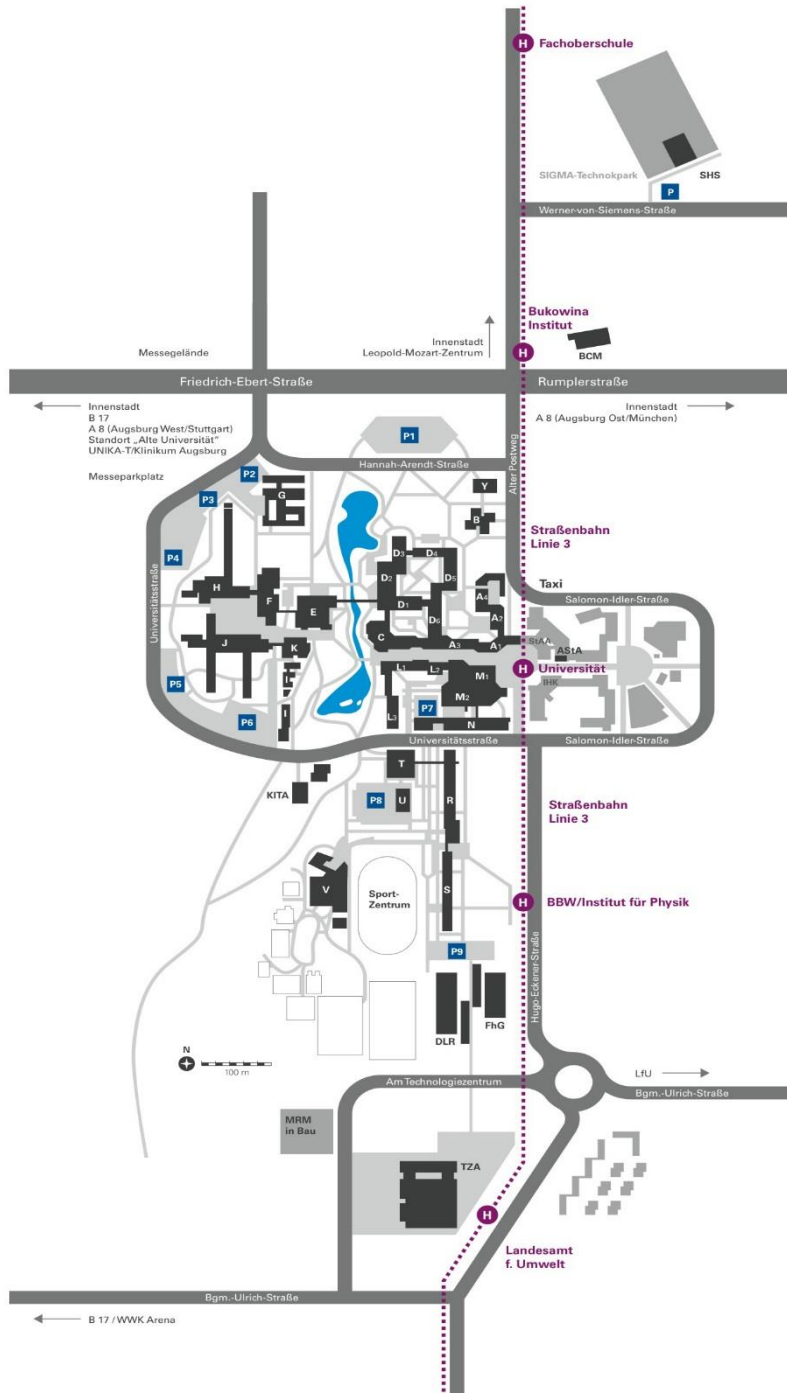 H Fachoberschule
SIGMA-Technokpark
SHS
P
Werner-von-Siemens-Straße
Bukowina
Institut
H
BCM
Innenstadt
Leopold-Mozart-Zentrum
Messegelände
Friedrich-Ebert-Straße
Rumplerstraße
Innenstadt
B 17
A 8 (Augsburg West/Stuttgart)
Standort „Alte Universität"
UNIKA-T/Klinikum Augsburg
Messeparkplatz
Innenstadt
A 8 (Augsburg Ost/München)
P1
Hannah-Arendt-Straße
Alter Postweg
P2
P3
P4
G
Y
B
Straßenbahn
Linie 3
D3
D4
D2
D5
D1
D6
H
F
E
A4
A2
Taxi
Salomon-Idler-Straße
Universitätsstraße
J
K
C
A3
A1
StAA
AStA
H Universität
IHK
L1
L2
M1
M2
L3
P5
P6
I
P7
N
Universitätsstraße
Salomon-Idler-Straße
T
KITA
P8
U
R
Straßenbahn
Linie 3
V
Sport-
Zentrum
S
H BBW/Institut für Physik
Hugo-Eckener-Straße
P9
DLR
FhG
N
100 m
LfU
Am Technologiezentrum
Bgm.-Ulrich-Straße
MRM
in Bau
TZA
H
Landesamt
f. Umwelt
Bgm.-Ulrich-Straße
B 17 / WWK Arena